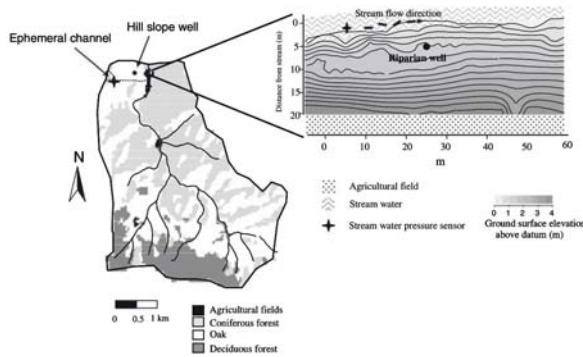 Hill slope well
Ephemeral channel
N
0 0.5 1 km
Agricultural fields
Coniferous forest
Oak
Deciduous forest
Stream flow direction
Riparian well
Distance from stream (m)
0
5
10
15
20
0 10 20 30 40 50 60
m
Agricultural field
Stream water
Stream water pressure sensor
0 1 2 3 4
Ground surface elevation
above datum (m)